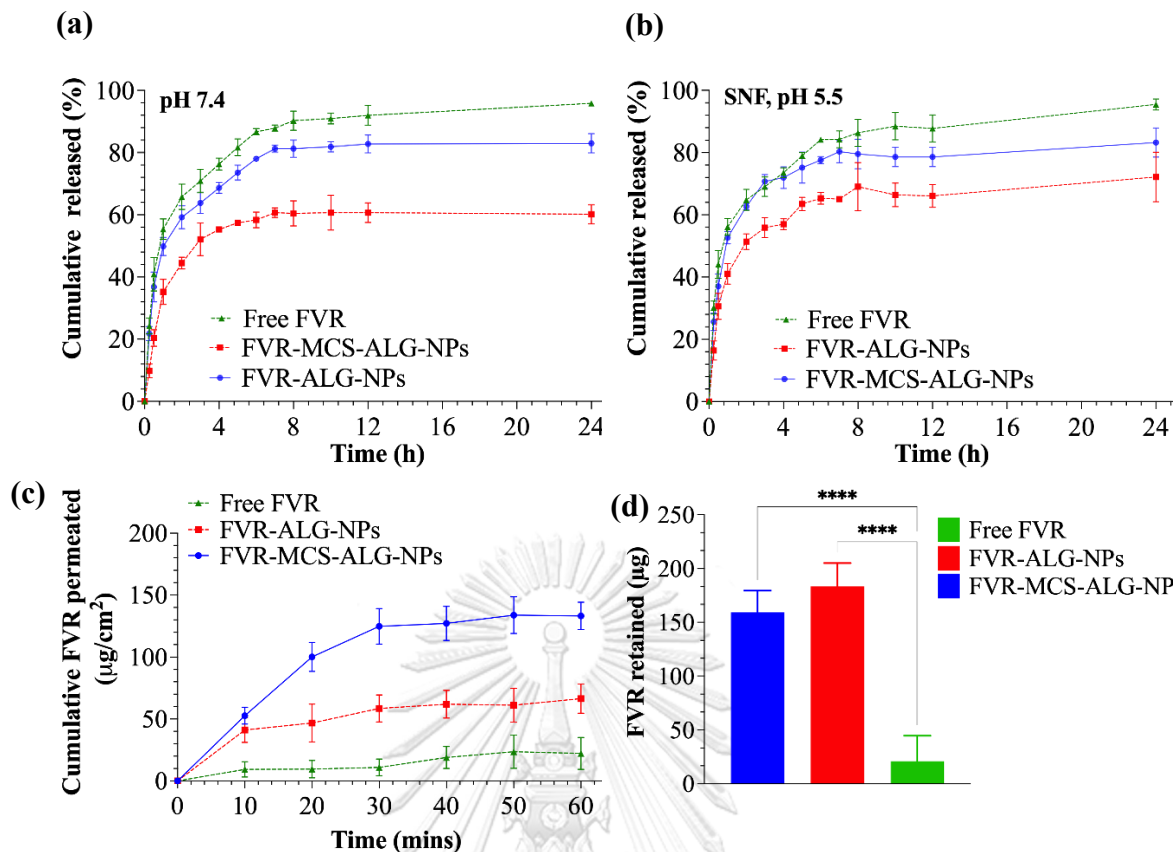 (a)
Cumulative released (%)
100
80
60
40
20
0
pH 7.4
Free FVR
FVR-MCS-ALG-NPs
FVR-ALG-NPs
0 4 8 12 16 20 24
Time (h)
(b)
Cumulative released (%)
100
80
60
40
20
0
SNF, pH 5.5
Free FVR
FVR-ALG-NPs
FVR-MCS-ALG-NPs
0 4 8 12 16 20 24
Time (h)
(c)
Free FVR
FVR-ALG-NPs
FVR-MCS-ALG-NPs
Cumulative FVR permeated
(µg/cm²)
200
150
100
50
0
0 10 20 30 40 50 60
Time (mins)
(d)
FVR retained (µg)
250
200
150
100
50
0
****
****
Free FVR
FVR-ALG-NPs
FVR-MCS-ALG-NP